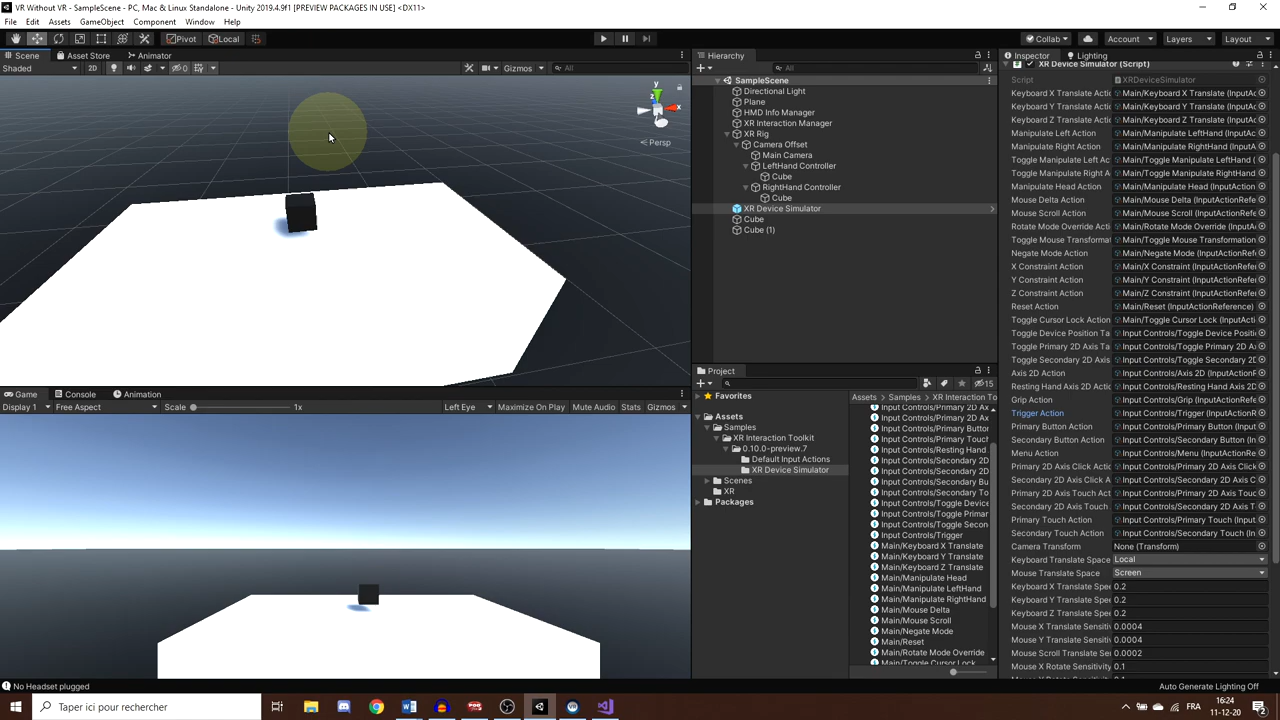 VR Without VR - SampleScene - PC, Mac & Linux Standalone - Unity 2019.4.9f1 [PREVIEW PACKAGES IN USE] <DX11>
File Edit Assets GameObject Component Window Help
Pivot Local Collab Account Layers Layout
Scene Asset Store Animator
Shaded 2D 0 Gizmos All
y
z
x
Persp
Hierarchy
All
SampleScene
Directional Light
Plane
HMD Info Manager
XR Interaction Manager
XR Rig
Camera Offset
Main Camera
LeftHand Controller
Cube
RightHand Controller
Cube
XR Device Simulator
Cube
Cube (1)
Inspector Lighting
XR Device Simulator (Script)
Script XRDeviceSimulator
Keyboard X Translate Actic Main/Keyboard X Translate (InputAc
Keyboard Y Translate Actic Main/Keyboard Y Translate (InputAc
Keyboard Z Translate Actic Main/Keyboard Z Translate (InputAc
Manipulate Left Action Main/Manipulate LeftHand (InputAct
Manipulate Right Action Main/Manipulate RightHand (InputAc
Toggle Manipulate Left Ac Main/Toggle Manipulate LeftHand (
Toggle Manipulate Right A Main/Toggle Manipulate RightHand
Manipulate Head Action Main/Manipulate Head (InputAction
Mouse Delta Action Main/Mouse Delta (InputActionRefe
Mouse Scroll Action Main/Mouse Scroll (InputActionRefe
Rotate Mode Override Acti Main/Rotate Mode Override (InputA
Toggle Mouse Transforma Main/Toggle Mouse Transformation
Negate Mode Action Main/Negate Mode (InputActionRefe
X Constraint Action Main/X Constraint (InputActionRefe
Y Constraint Action Main/Y Constraint (InputActionRefe
Z Constraint Action Main/Z Constraint (InputActionRefe
Reset Action Main/Reset (InputActionReference)
Toggle Cursor Lock Action Main/Toggle Cursor Lock (InputActi
Toggle Device Position Ta Input Controls/Toggle Device Positi
Toggle Primary 2D Axis Ta Input Controls/Toggle Primary 2D A
Toggle Secondary 2D Axis Input Controls/Toggle Secondary 2D
Axis 2D Action Input Controls/Axis 2D (InputAction
Resting Hand Axis 2D Acti Input Controls/Resting Hand Axis 2D
Grip Action Input Controls/Grip (InputActionRef
Trigger Action Input Controls/Trigger (InputActionR
Primary Button Action Input Controls/Primary Button (Input
Secondary Button Action Input Controls/Secondary Button (In
Menu Action Input Controls/Menu (InputActionRe
Primary 2D Axis Click Acti Input Controls/Primary 2D Axis Click
Secondary 2D Axis Click A Input Controls/Secondary 2D Axis C
Primary 2D Axis Touch Act Input Controls/Primary 2D Axis Touc
Secondary 2D Axis Touch Input Controls/Secondary 2D Axis T
Primary Touch Action Input Controls/Primary Touch (Input
Secondary Touch Action Input Controls/Secondary Touch (In
Camera Transform None (Transform)
Keyboard Translate Space Local
Mouse Translate Space Screen
Keyboard X Translate Spee 0.2
Keyboard Y Translate Spee 0.2
Keyboard Z Translate Spee 0.2
Mouse X Translate Sensitiv 0.0004
Mouse Y Translate Sensitiv 0.0004
Mouse Scroll Translate Sen 0.0002
Mouse X Rotate Sensitivity 0.1
Project
15
Favorites
Assets
Samples
XR Interaction Toolkit
0.10.0-preview.7
Default Input Actions
XR Device Simulator
Scenes
XR
Packages
Assets Samples XR Interaction To
Input Controls/Primary 2D Ax
Input Controls/Primary 2D Ax
Input Controls/Primary Button
Input Controls/Primary Touch
Input Controls/Resting Hand
Input Controls/Secondary 2D
Input Controls/Secondary 2D
Input Controls/Secondary Bu
Input Controls/Secondary To
Input Controls/Toggle Device
Input Controls/Toggle Primar
Input Controls/Toggle Secon
Input Controls/Trigger
Main/Keyboard X Translate
Main/Keyboard Y Translate
Main/Keyboard Z Translate
Main/Manipulate Head
Main/Manipulate LeftHand
Main/Manipulate RightHand
Main/Mouse Delta
Main/Mouse Scroll
Main/Negate Mode
Main/Reset
Main/Rotate Mode Override
Main/Toggle Cursor Lock
Game Console Animation
Display 1 Free Aspect Scale 1x Left Eye Maximize On Play Mute Audio Stats Gizmos
No Headset plugged
Auto Generate Lighting Off
Taper ici pour rechercher
FRA
16:24
11-12-20
2